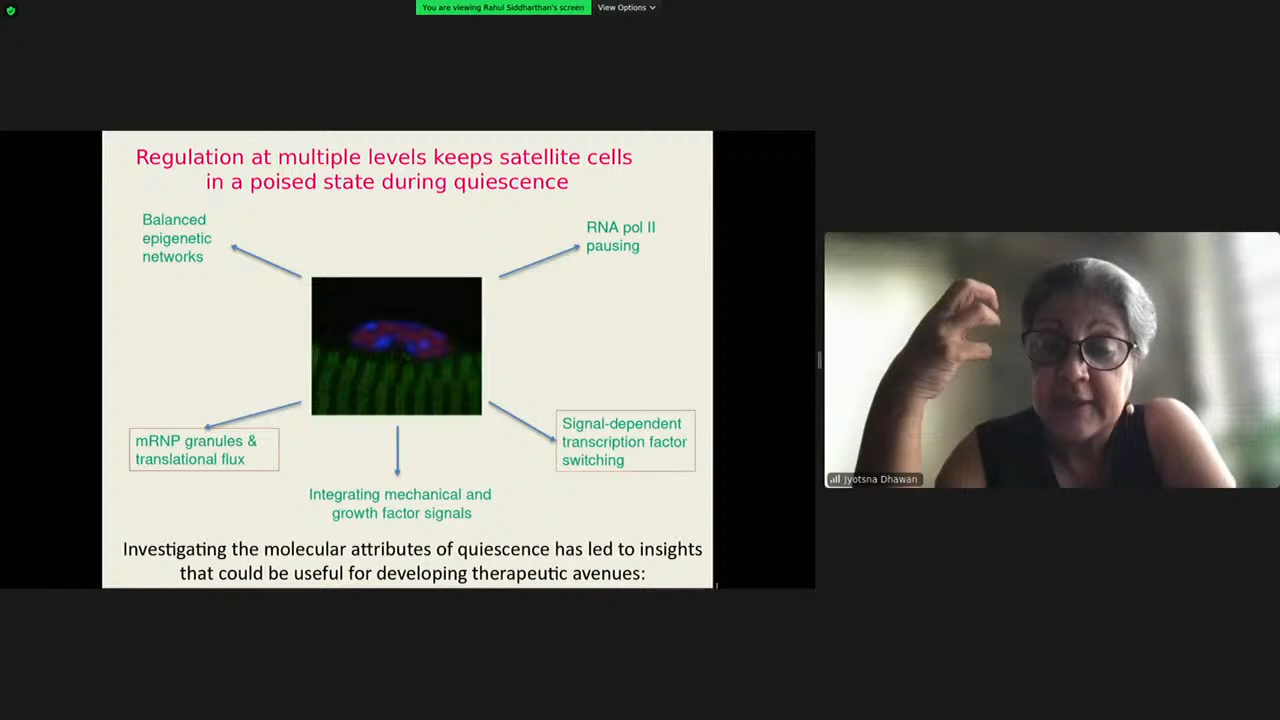 You are viewing Rahul Siddharthan's screen
View Options
Regulation at multiple levels keeps satellite cells
in a poised state during quiescence
Balanced
epigenetic
networks
RNA pol II
pausing
mRNP granules &
translational flux
Signal-dependent
transcription factor
switching
Integrating mechanical and
growth factor signals
Investigating the molecular attributes of quiescence has led to insights
that could be useful for developing therapeutic avenues:
Jyotsna Dhawan